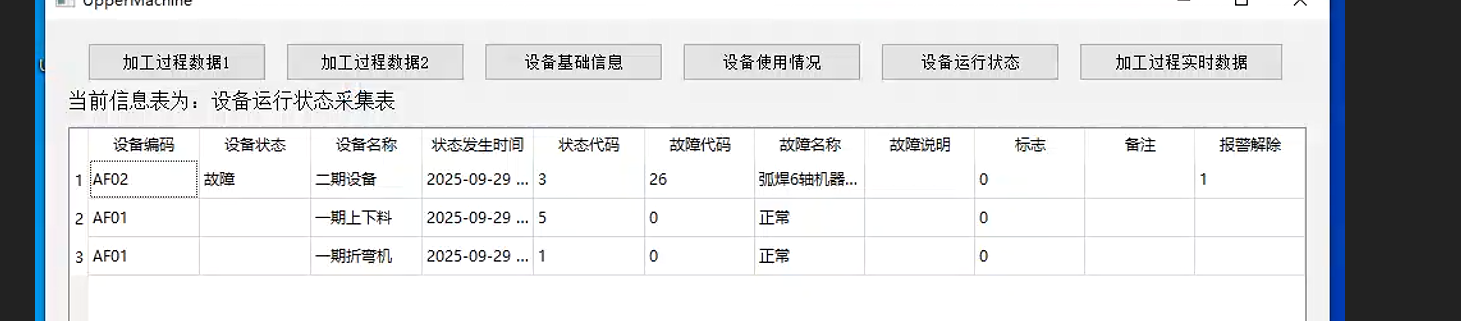 UpperMachine
加工过程数据1 加工过程数据2 设备基础信息 设备使用情况 设备运行状态 加工过程实时数据
当前信息表为：设备运行状态采集表
设备编码 设备状态 设备名称 状态发生时间 状态代码 故障代码 故障名称 故障说明 标志 备注 报警解除
1 AF02 故障 二期设备 2025-09-29 ... 3 26 弧焊6轴机器... 0 1
2 AF01 一期上下料 2025-09-29 ... 5 0 正常 0
3 AF01 一期折弯机 2025-09-29 ... 1 0 正常 0